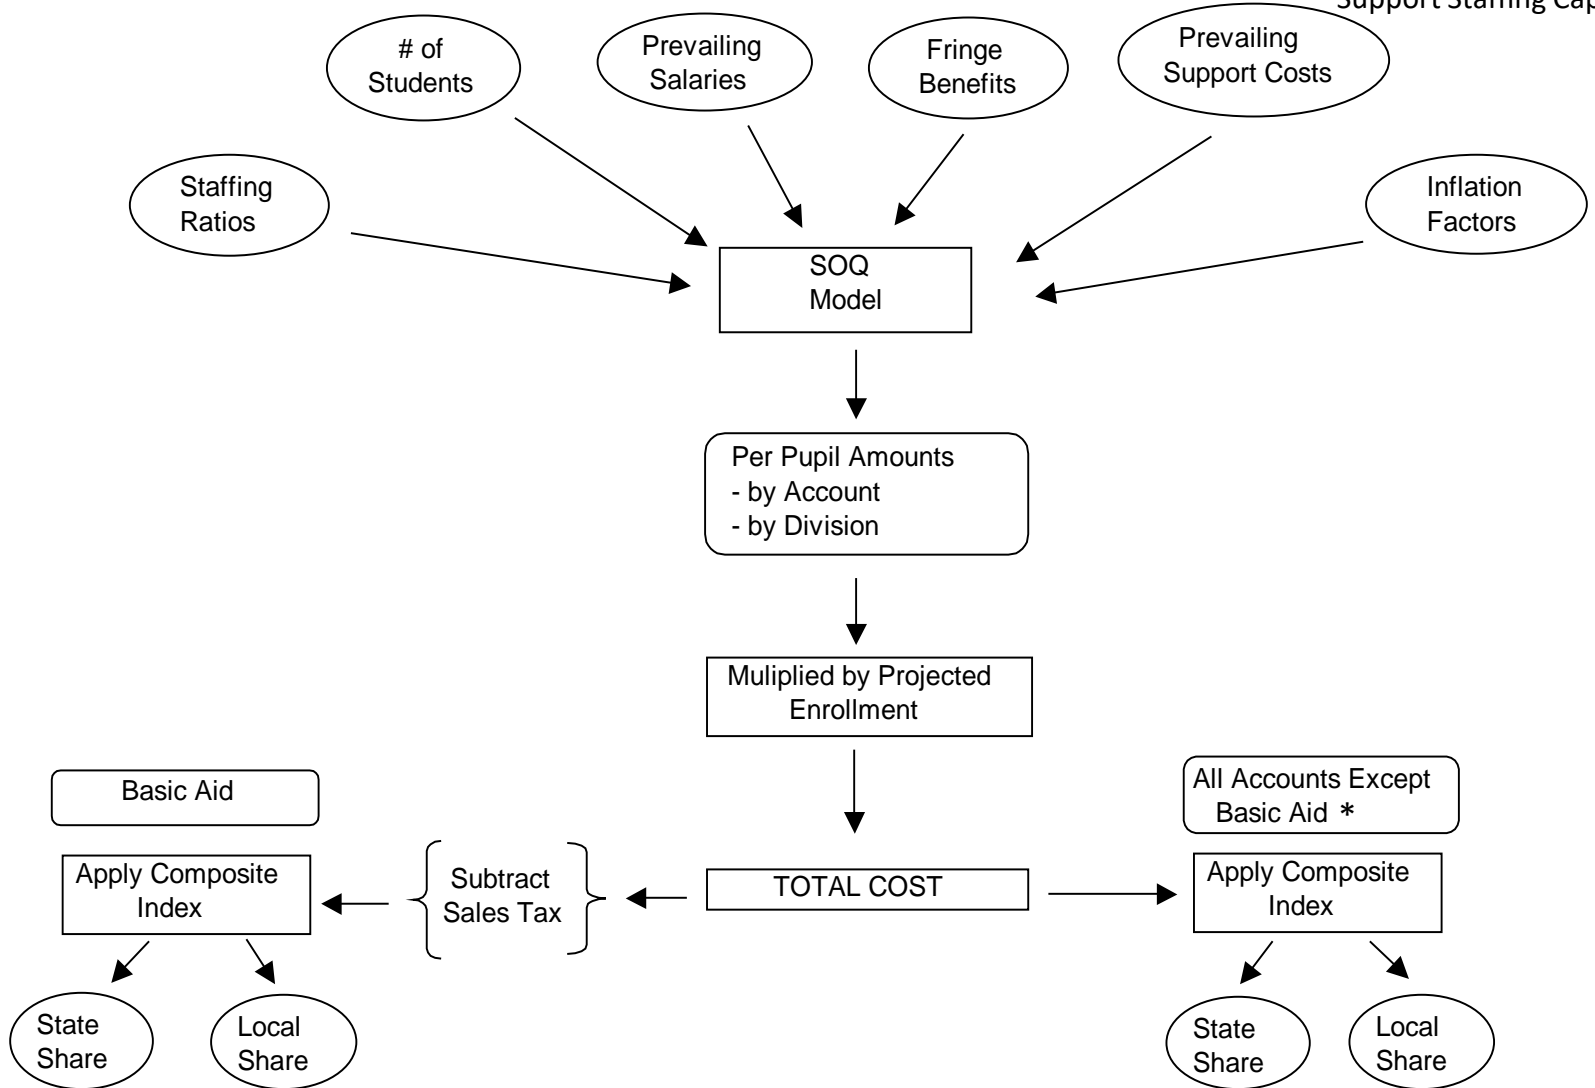 Support Staffing Cap
# of
Students
Prevailing
Salaries
Fringe
Benefits
Prevailing
Support Costs
Staffing
Ratios
Inflation
Factors
SOQ
Model
Per Pupil Amounts
- by Account
- by Division
Muliplied by Projected
Enrollment
Basic Aid
All Accounts Except
Basic Aid *
Apply Composite
Index
Subtract
Sales Tax
TOTAL COST
Apply Composite
Index
State
Share
Local
Share
State
Share
Local
Share